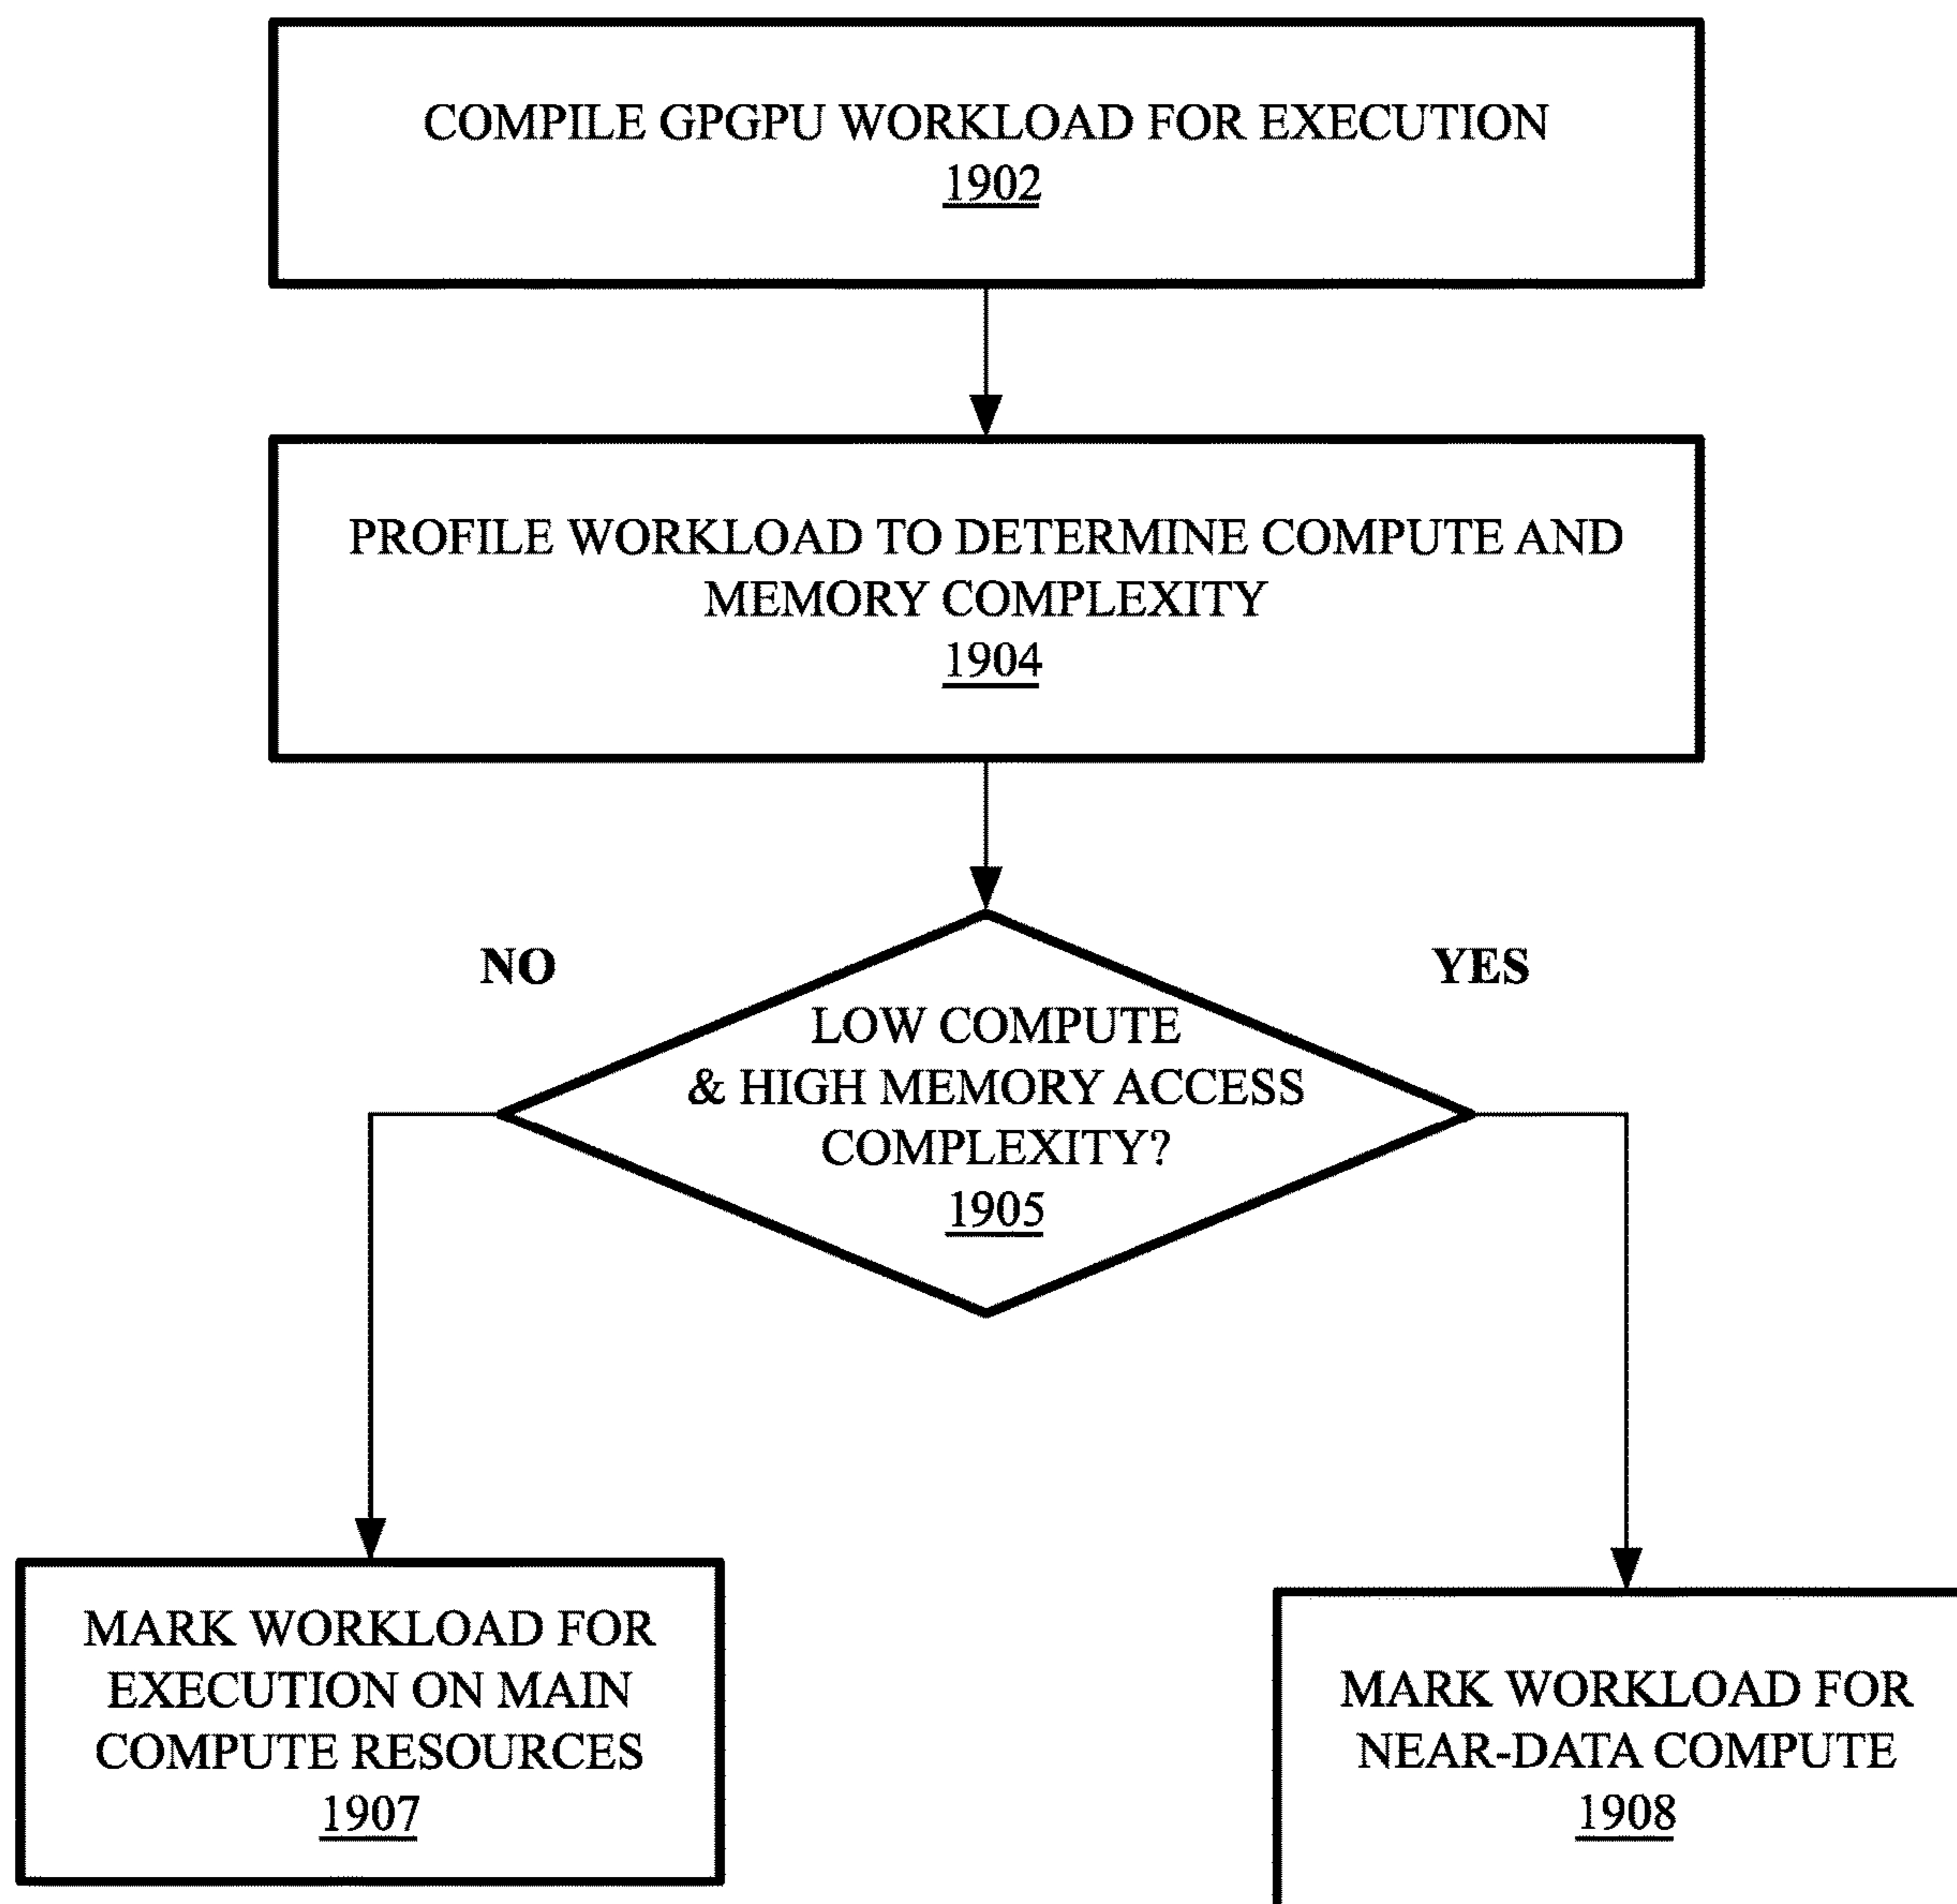 COMPILE GPGPU WORKLOAD FOR EXECUTION
1902
PROFILE WORKLOAD TO DETERMINE COMPUTE AND
MEMORY COMPLEXITY
1904
NO
YES
LOW COMPUTE
& HIGH MEMORY ACCESS
COMPLEXITY?
1905
MARK WORKLOAD FOR
EXECUTION ON MAIN
COMPUTE RESOURCES
1907
MARK WORKLOAD FOR
NEAR-DATA COMPUTE
1908